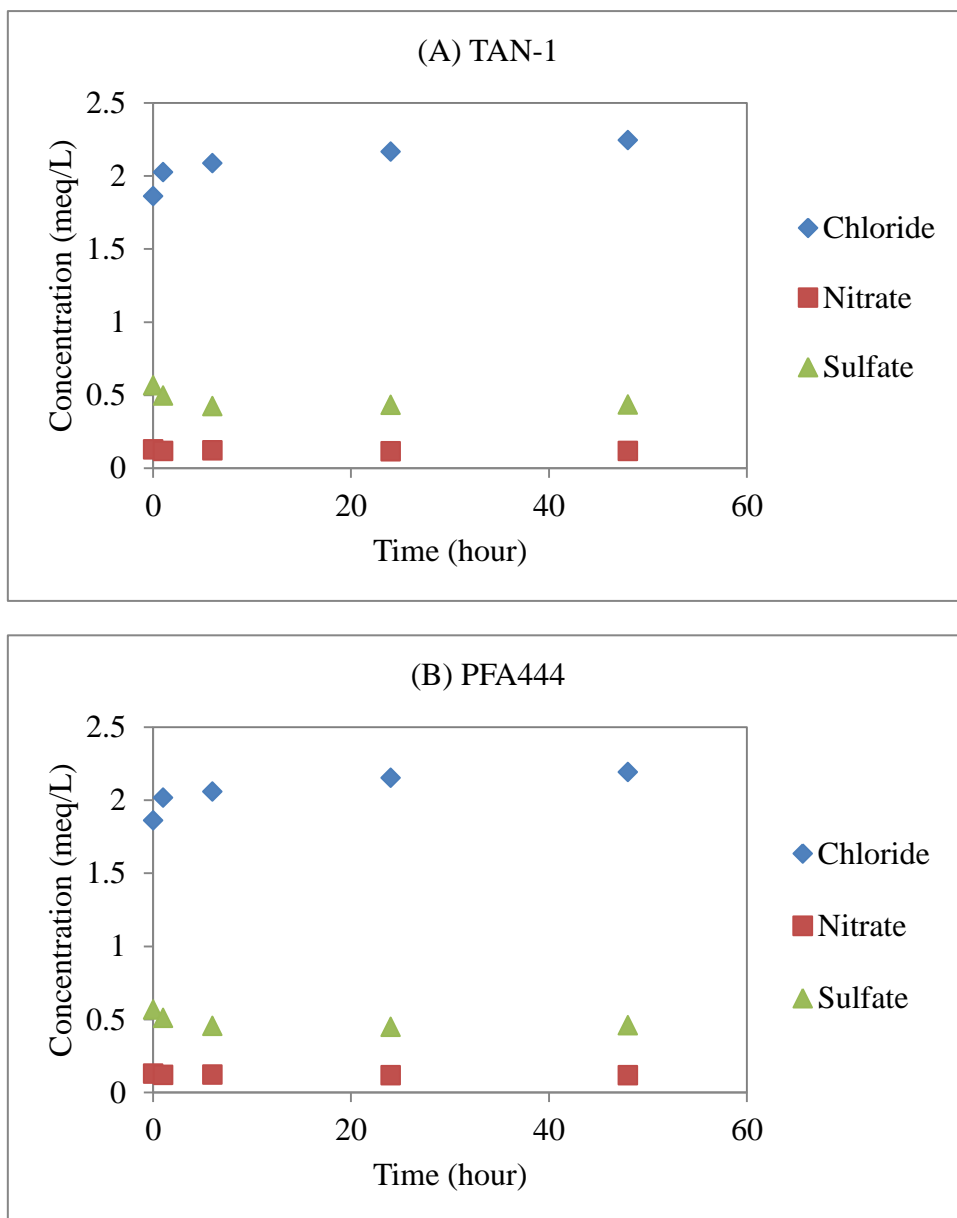 (A) TAN-1
2.5
2
1.5
1
0.5
0
0 20 40 60
Concentration (meq/L)
Time (hour)
Chloride
Nitrate
Sulfate
(B) PFA444
2.5
2
1.5
1
0.5
0
0 20 40 60
Concentration (meq/L)
Time (hour)
Chloride
Nitrate
Sulfate